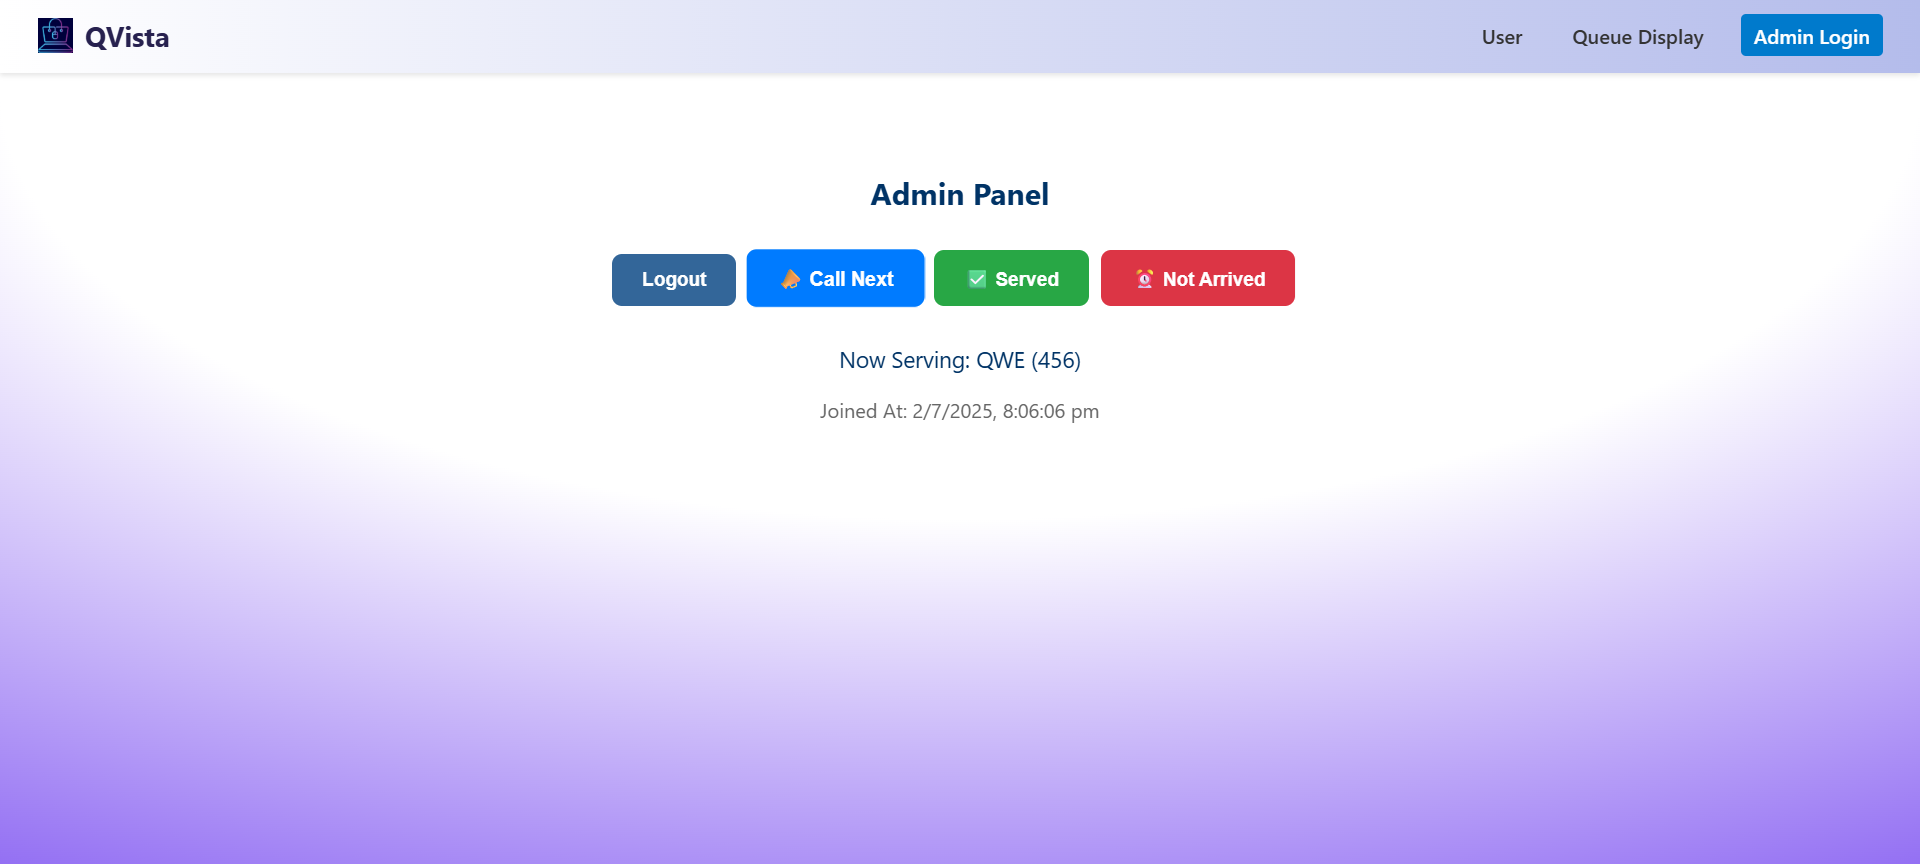 QVista
User
Queue Display
Admin Login
Admin Panel
Logout
Call Next
Served
Not Arrived
Now Serving: QWE (456)
Joined At: 2/7/2025, 8:06:06 pm